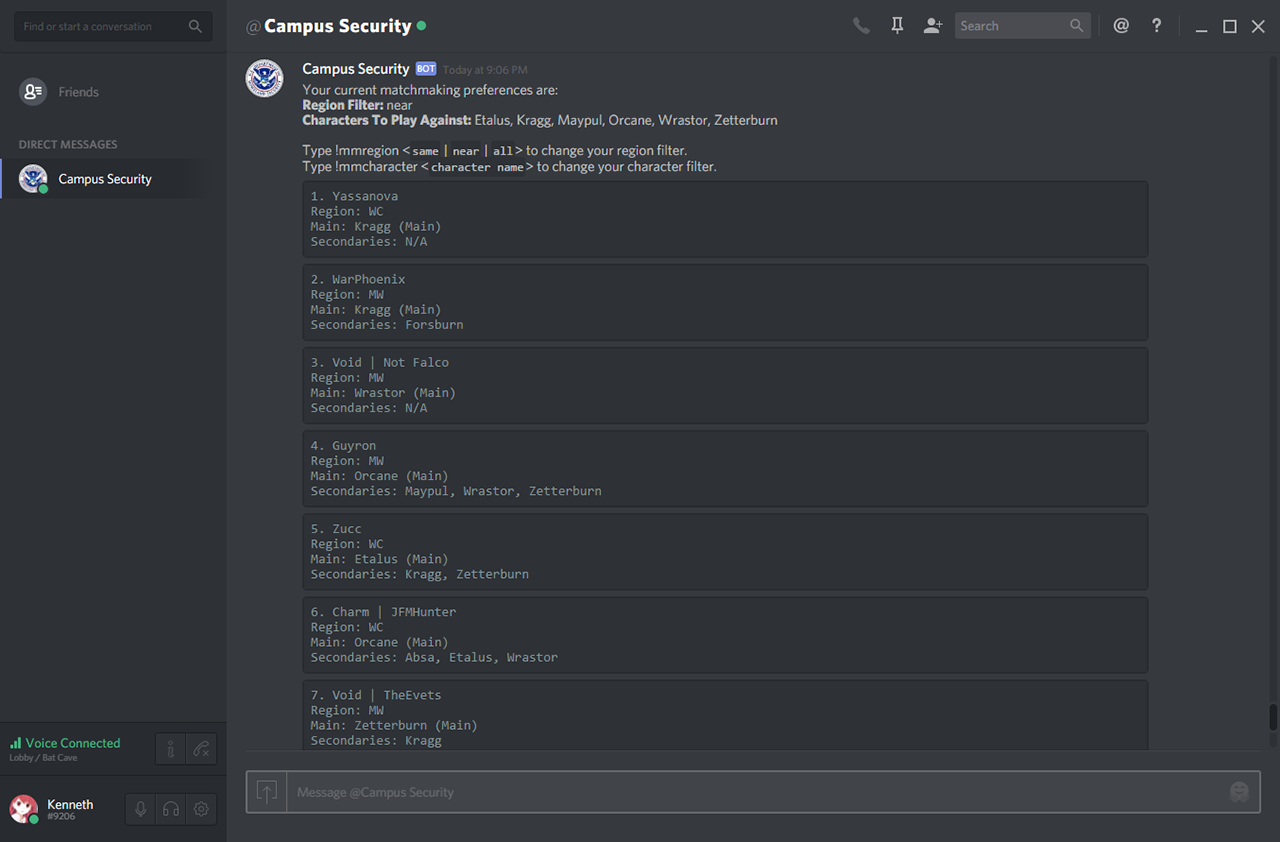 Find or start a conversation
@Campus Security
Search
@
?
Friends
DIRECT MESSAGES
Campus Security
Campus Security BOT Today at 9:06 PM
Your current matchmaking preferences are:
Region Filter: near
Characters To Play Against: Etalus, Kragg, Maypul, Orcane, Wrastor, Zetterburn
Type !mmregion <same | near | all> to change your region filter.
Type !mmcharacter <character name> to change your character filter.
1. Yassanova
Region: WC
Main: Kragg (Main)
Secondaries: N/A
2. WarPhoenix
Region: MW
Main: Kragg (Main)
Secondaries: Forsburn
3. Void | Not Falco
Region: MW
Main: Wrastor (Main)
Secondaries: N/A
4. Guyron
Region: MW
Main: Orcane (Main)
Secondaries: Maypul, Wrastor, Zetterburn
5. Zucc
Region: WC
Main: Etalus (Main)
Secondaries: Kragg, Zetterburn
6. Charm | JFMHunter
Region: WC
Main: Orcane (Main)
Secondaries: Absa, Etalus, Wrastor
7. Void | TheEvets
Region: MW
Main: Zetterburn (Main)
Secondaries: Kragg
Voice Connected
Lobby / Bat Cave
Kenneth
#9206
Message @Campus Security